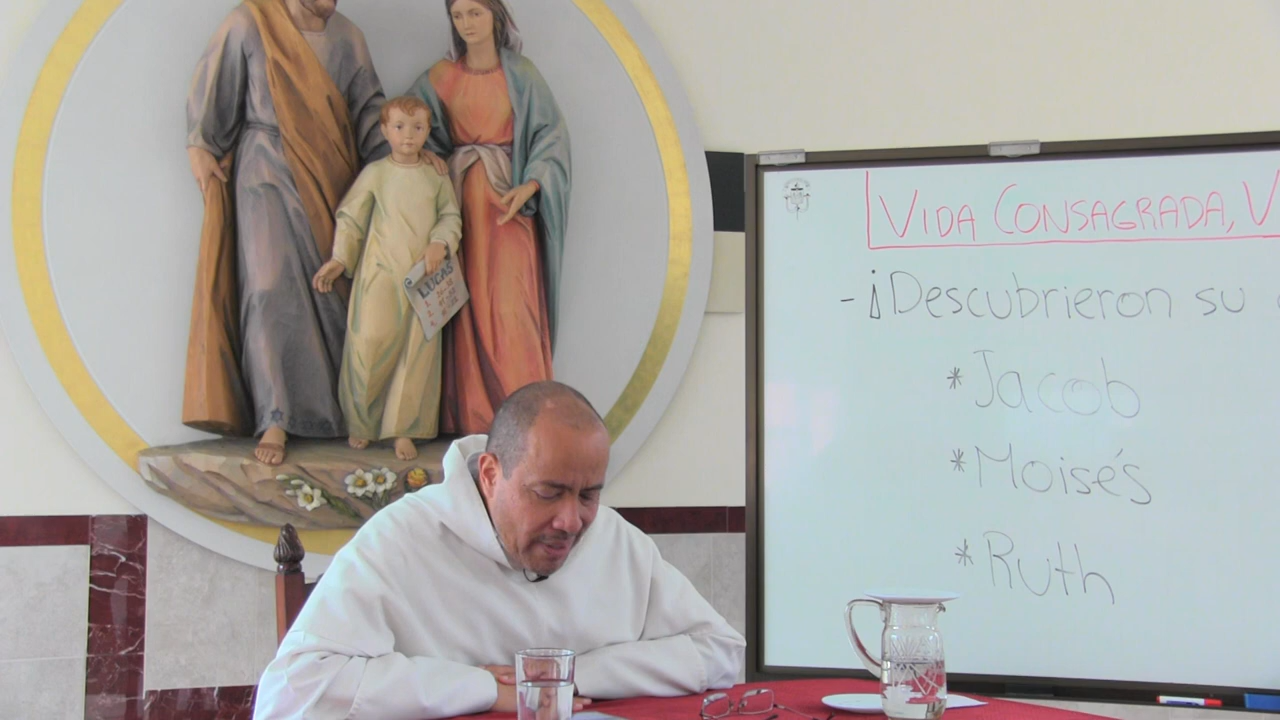 LUCAS
VIDA CONSAGRADA, V
-¡Descubrieron su
*Jacob
*Moisés
*Ruth